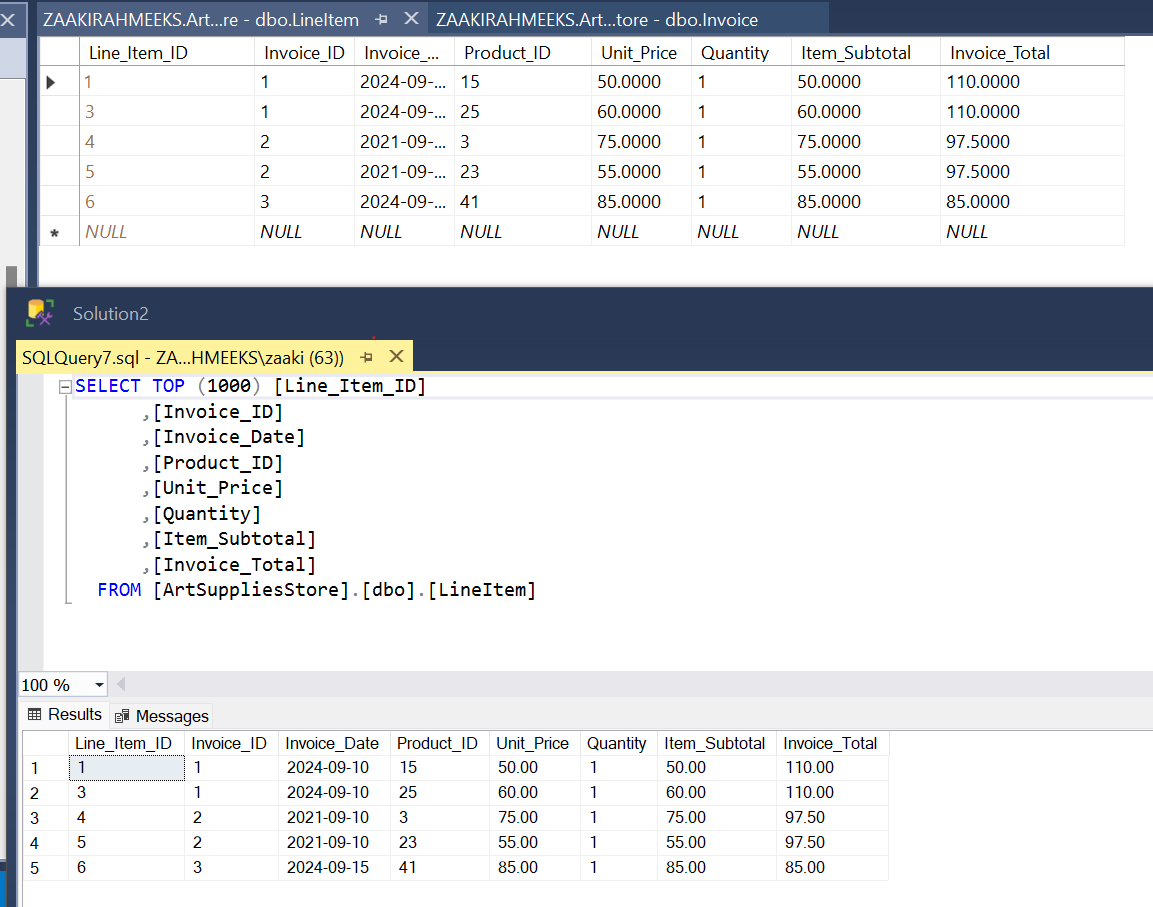 ZAAKIRAHMEEKS.Art...re - dbo.LineItem ZAAKIRAHMEEKS.Art...tore - dbo.Invoice
Line_Item_ID Invoice_ID Invoice_... Product_ID Unit_Price Quantity Item_Subtotal Invoice_Total
1 1 2024-09-... 15 50.0000 1 50.0000 110.0000
3 1 2024-09-... 25 60.0000 1 60.0000 110.0000
4 2 2021-09-... 3 75.0000 1 75.0000 97.5000
5 2 2021-09-... 23 55.0000 1 55.0000 97.5000
6 3 2024-09-... 41 85.0000 1 85.0000 85.0000
* NULL NULL NULL NULL NULL NULL NULL NULL
Solution2
SQLQuery7.sql - ZA...HMEEKS\zaaki (63))
SELECT TOP (1000) [Line_Item_ID]
,[Invoice_ID]
,[Invoice_Date]
,[Product_ID]
,[Unit_Price]
,[Quantity]
,[Item_Subtotal]
,[Invoice_Total]
FROM [ArtSuppliesStore].[dbo].[LineItem]
100 %
Results Messages
Line_Item_ID Invoice_ID Invoice_Date Product_ID Unit_Price Quantity Item_Subtotal Invoice_Total
1 1 1 2024-09-10 15 50.00 1 50.00 110.00
2 3 1 2024-09-10 25 60.00 1 60.00 110.00
3 4 2 2021-09-10 3 75.00 1 75.00 97.50
4 5 2 2021-09-10 23 55.00 1 55.00 97.50
5 6 3 2024-09-15 41 85.00 1 85.00 85.00